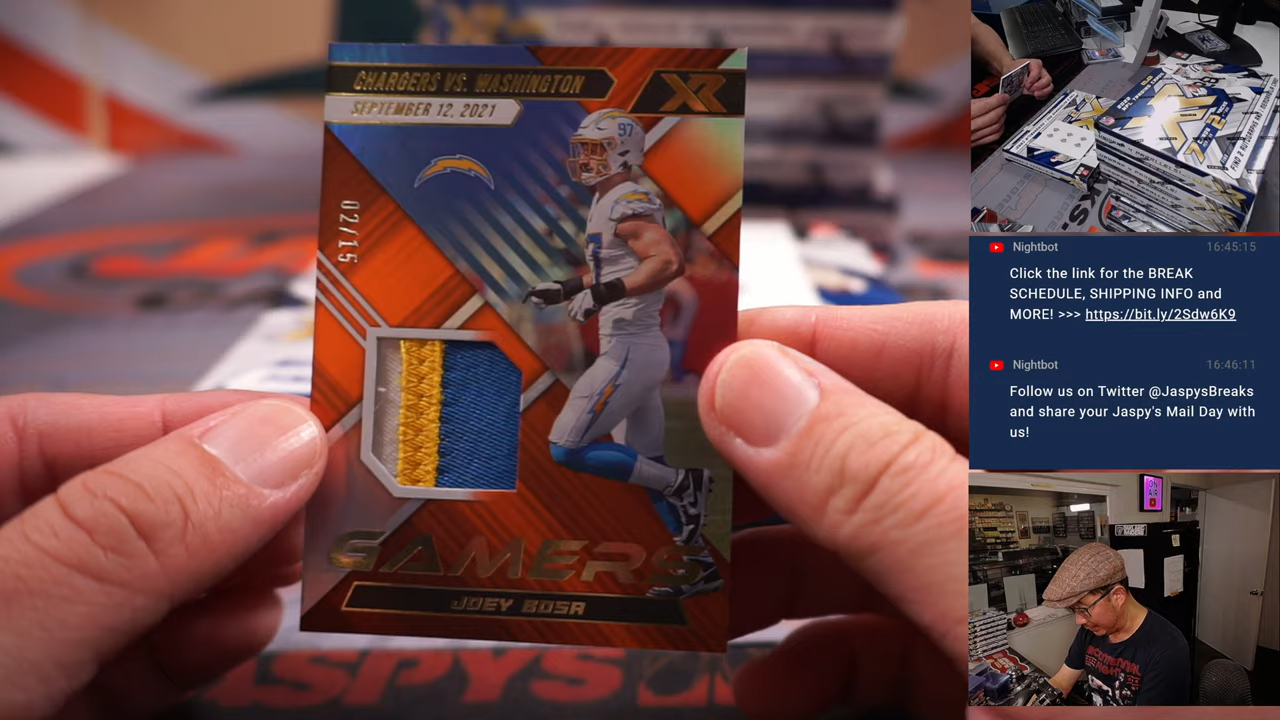 CHARGERS VS. WASHINGTON
XR
SEPTEMBER 12, 2021
97
02/15
GAMERS
JOEY BOSA
JASPYS
Nightbot 16:45:15
Click the link for the BREAK
SCHEDULE, SHIPPING INFO and
MORE! >>> https://bit.ly/2Sdw6K9
Nightbot 16:46:11
Follow us on Twitter @JaspysBreaks
and share your Jaspy's Mail Day with
us!
ON
AIR